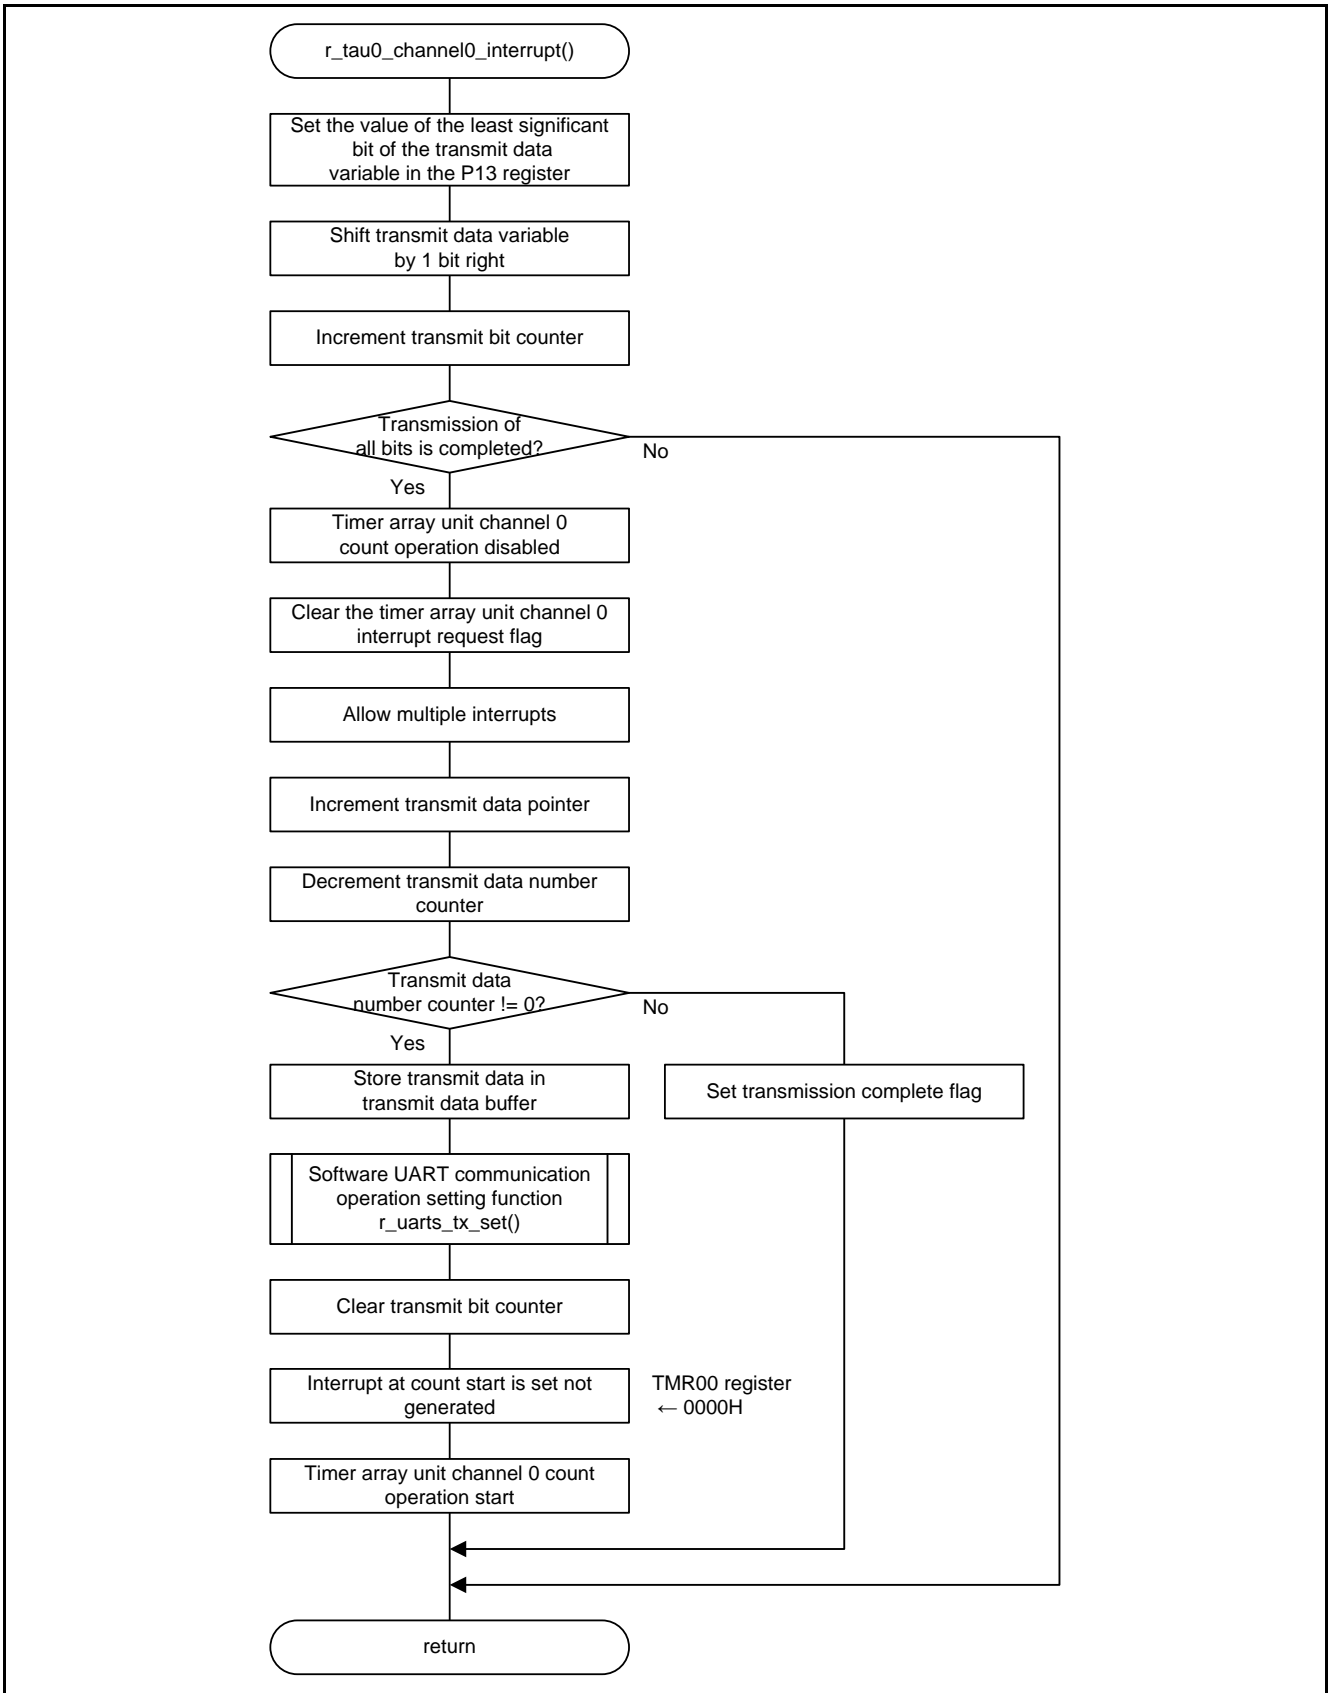 r_tau0_channel0_interrupt()
Set the value of the least significant
bit of the transmit data
variable in the P13 register
Shift transmit data variable
by 1 bit right
Increment transmit bit counter
Transmission of
all bits is completed?
No
Yes
Timer array unit channel 0
count operation disabled
Clear the timer array unit channel 0
interrupt request flag
Allow multiple interrupts
Increment transmit data pointer
Decrement transmit data number
counter
Transmit data
number counter != 0?
No
Yes
Store transmit data in
transmit data buffer
Set transmission complete flag
Software UART communication
operation setting function
r_uarts_tx_set()
Clear transmit bit counter
Interrupt at count start is set not
generated
TMR00 register
← 0000H
Timer array unit channel 0 count
operation start
return